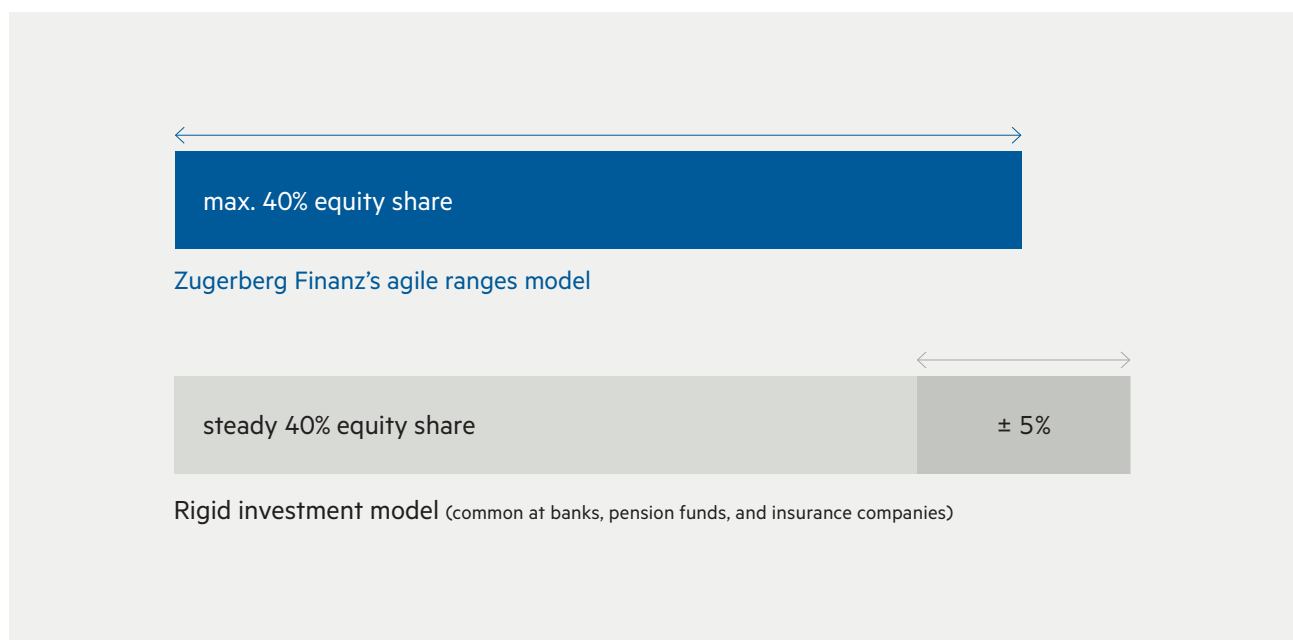 max. 40% equity share
Zugerberg Finanz’s agile ranges model
steady 40% equity share
± 5%
Rigid investment model (common at banks, pension funds, and insurance companies)